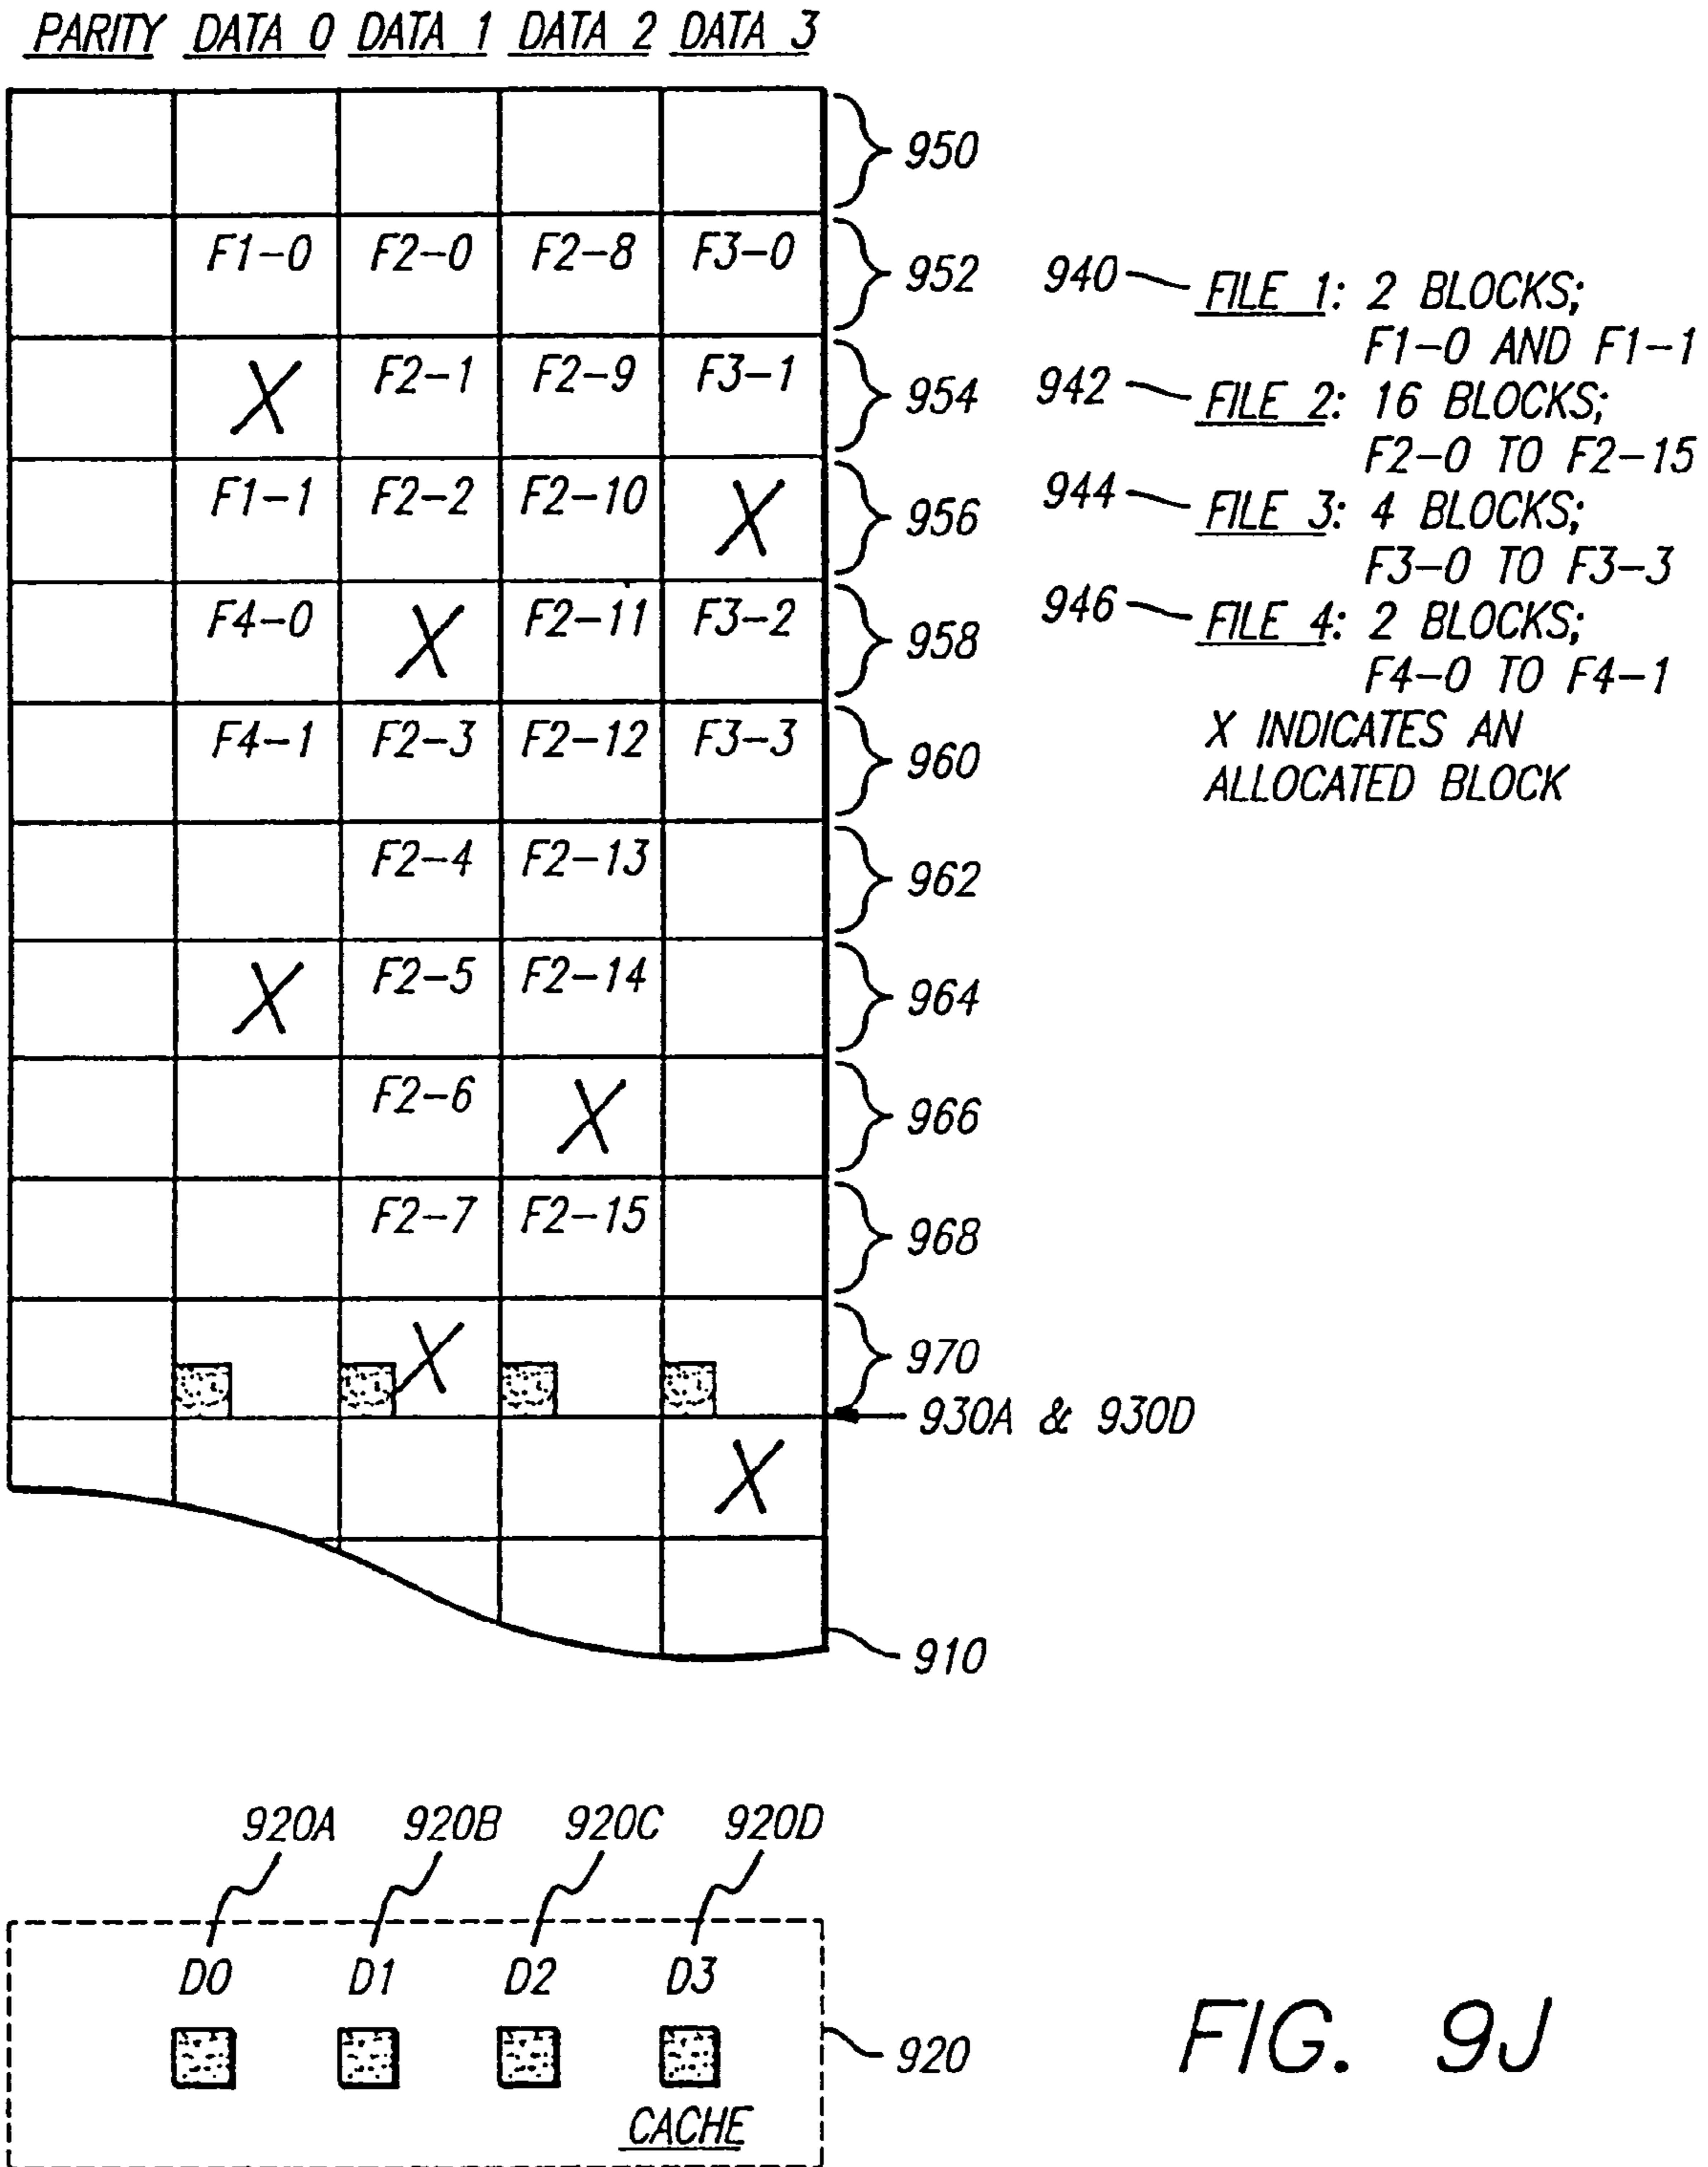 PARITY DATA 0 DATA 1 DATA 2 DATA 3
950
F1-0 F2-0 F2-8 F3-0 952
X F2-1 F2-9 F3-1 954
F1-1 F2-2 F2-10 X 956
F4-0 X F2-11 F3-2 958
F4-1 F2-3 F2-12 F3-3 960
F2-4 F2-13 962
X F2-5 F2-14 964
F2-6 X 966
F2-7 F2-15 968
X 970
930A & 930D
X
910
940 FILE 1: 2 BLOCKS;
F1-0 AND F1-1
942 FILE 2: 16 BLOCKS;
F2-0 TO F2-15
944 FILE 3: 4 BLOCKS;
F3-0 TO F3-3
946 FILE 4: 2 BLOCKS;
F4-0 TO F4-1
X INDICATES AN
ALLOCATED BLOCK
920A 920B 920C 920D
D0 D1 D2 D3
920
CACHE
FIG. 9J